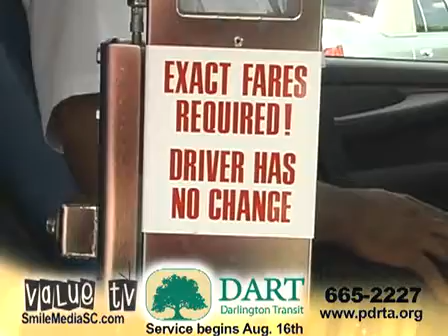 EXACT FARES
REQUIRED!
DRIVER HAS
NO CHANGE
value tv
SmileMediaSC.com
DART
Darlington Transit
Service begins Aug. 16th
665-2227
www.pdrta.org